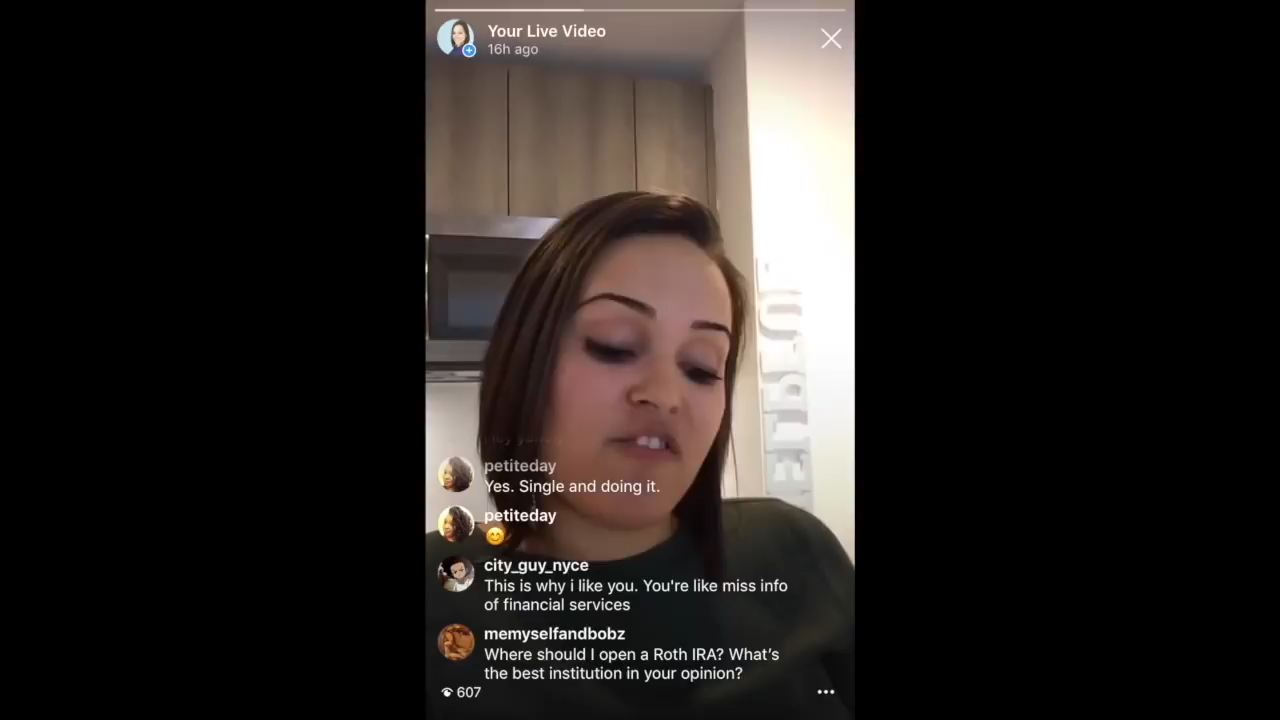 Your Live Video
16h ago
petiteday
Yes. Single and doing it.
petiteday
😊
city_guy_nyce
This is why i like you. You're like miss info
of financial services
memyselfandbobz
Where should I open a Roth IRA? What's
the best institution in your opinion?
607